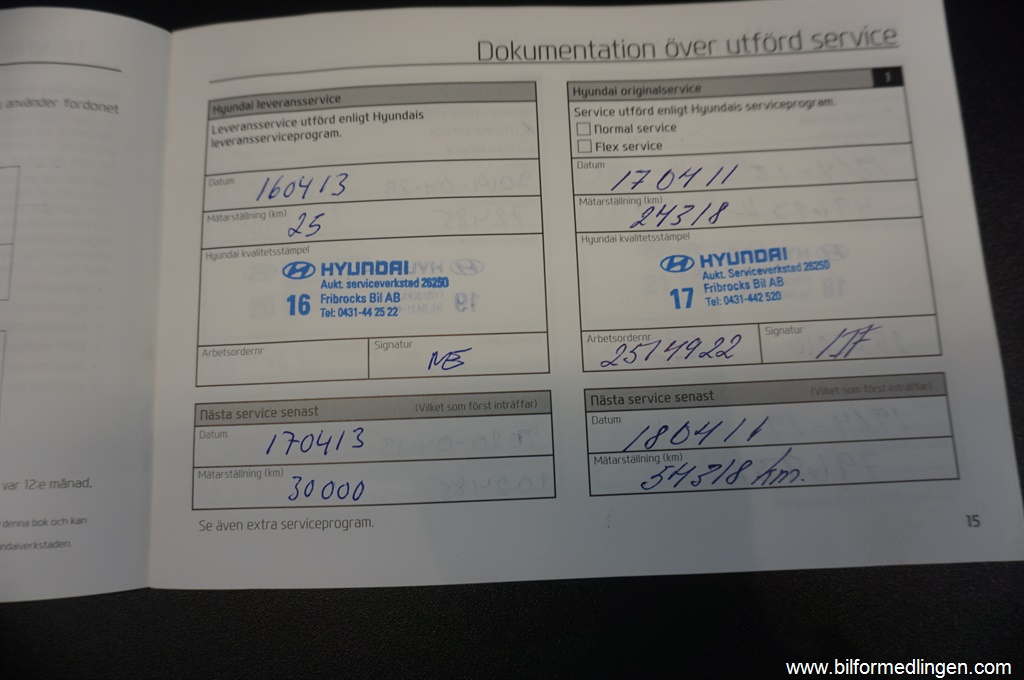 använder fordonet
var 12:e månad,
denna bok och kan
Dokumentation över utförd service
Hyundai leveransservice
Leveransservice utförd enligt Hyundais
leveransserviceprogram.
Datum
160413
Mätarställning (km)
25
Hyundai kvalitetsstämpel
HYUNDAI
Aukt. serviceverkstad 26250
16 Fribrocks Bil AB
Tel: 0431-44 25 22
Arbetsordernr
Signatur
Nästa service senast (Vilket som först inträffar)
Datum
170413
Mätarställning (km)
30000
Se även extra serviceprogram.
Hyundai originalservice 1
Service utförd enligt Hyundais serviceprogram.
Normal service
Flex service
Datum
170411
Mätarställning (km)
24318
Hyundai kvalitetsstämpel
HYUNDAI
Aukt. Serviceverkstad 26250
17 Fribrocks Bil AB
Tel: 0431-442 520
Arbetsordernr
2514922
Signatur
Nästa service senast (Vilket som först inträffar)
Datum
180411
Mätarställning (km)
54318 km.
15
www.bilformedlingen.com